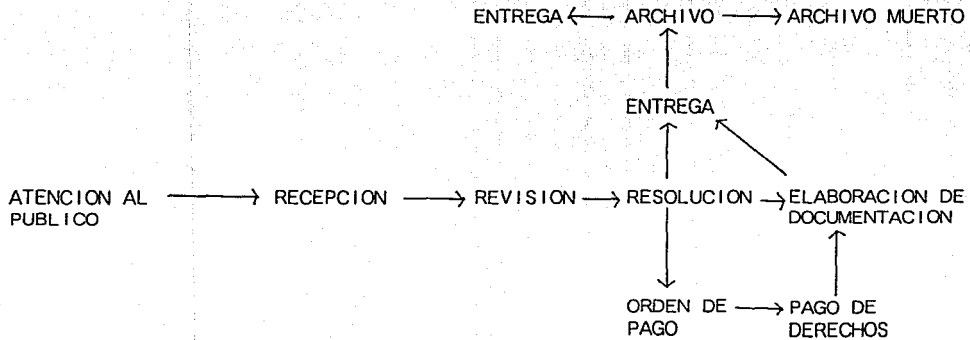 ENTREGA ARCHIVO ARCHIVO MUERTO
ENTREGA
ATENCION AL RECEPCION REVISION RESOLUCION ELABORACION DE
PUBLICO DOCUMENTACION
ORDEN DE PAGO DE
PAGO DERECHOS